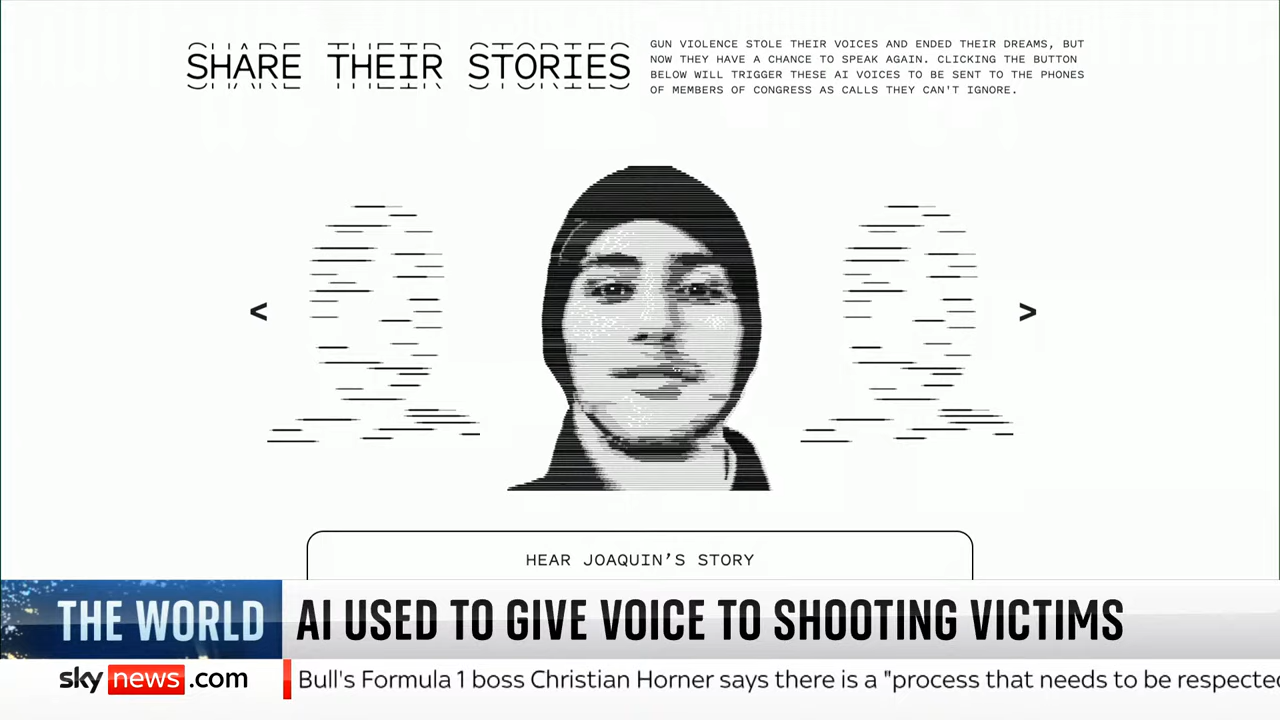 SHARE THEIR STORIES
GUN VIOLENCE STOLE THEIR VOICES AND ENDED THEIR DREAMS, BUT
NOW THEY HAVE A CHANCE TO SPEAK AGAIN. CLICKING THE BUTTON
BELOW WILL TRIGGER THESE AI VOICES TO BE SENT TO THE PHONES
OF MEMBERS OF CONGRESS AS CALLS THEY CAN'T IGNORE.
< >
HEAR JOAQUIN’S STORY
THE WORLD
AI USED TO GIVE VOICE TO SHOOTING VICTIMS
sky news .com
Bull's Formula 1 boss Christian Horner says there is a "process that needs to be respected